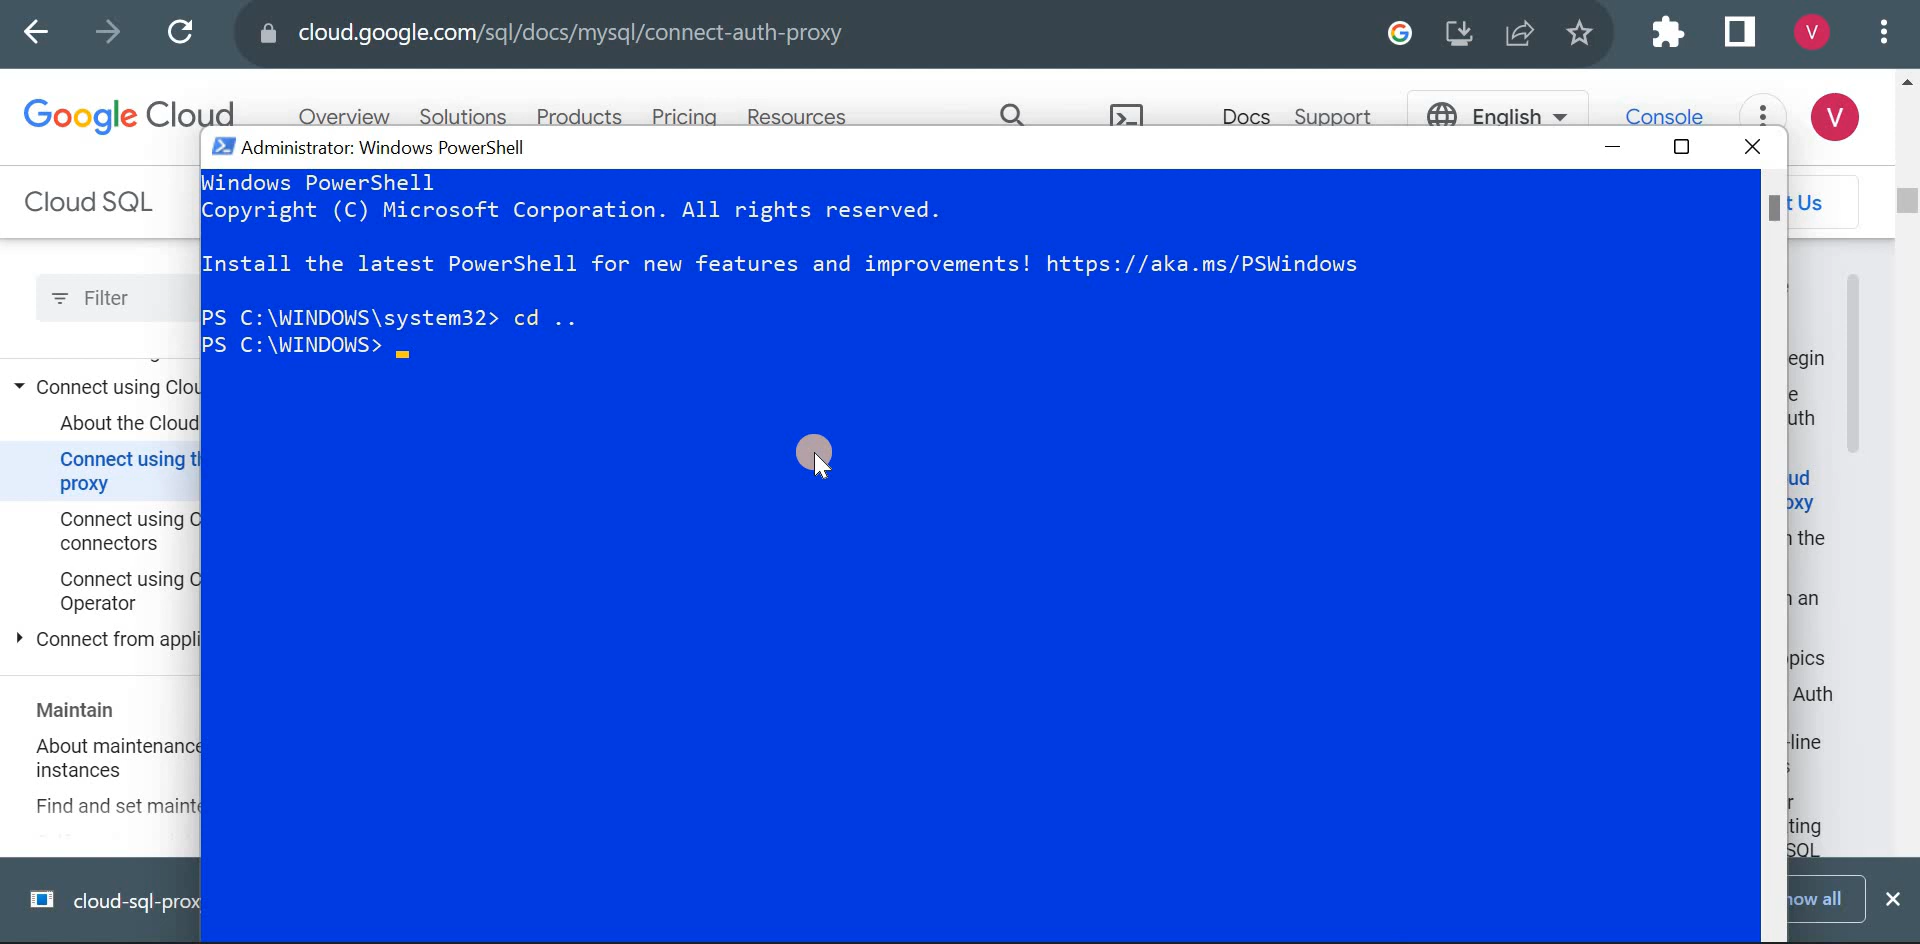 cloud.google.com/sql/docs/mysql/connect-auth-proxy
V
Google Cloud
Overview
Solutions
Products
Pricing
Resources
Docs
Support
English
Console
V
Administrator: Windows PowerShell
Cloud SQL
t Us
Filter
Windows PowerShell
Copyright (C) Microsoft Corporation. All rights reserved.
Install the latest PowerShell for new features and improvements! https://aka.ms/PSWindows
PS C:\WINDOWS\system32> cd ..
PS C:\WINDOWS>
Connect using Clou
About the Cloud
Connect using th
proxy
Connect using C
connectors
Connect using C
Operator
Connect from appli
Maintain
About maintenance
instances
Find and set mainte
egin
e
uth
ud
oxy
n the
n an
pics
Auth
-line
s
r
ting
SQL
cloud-sql-prox
how all